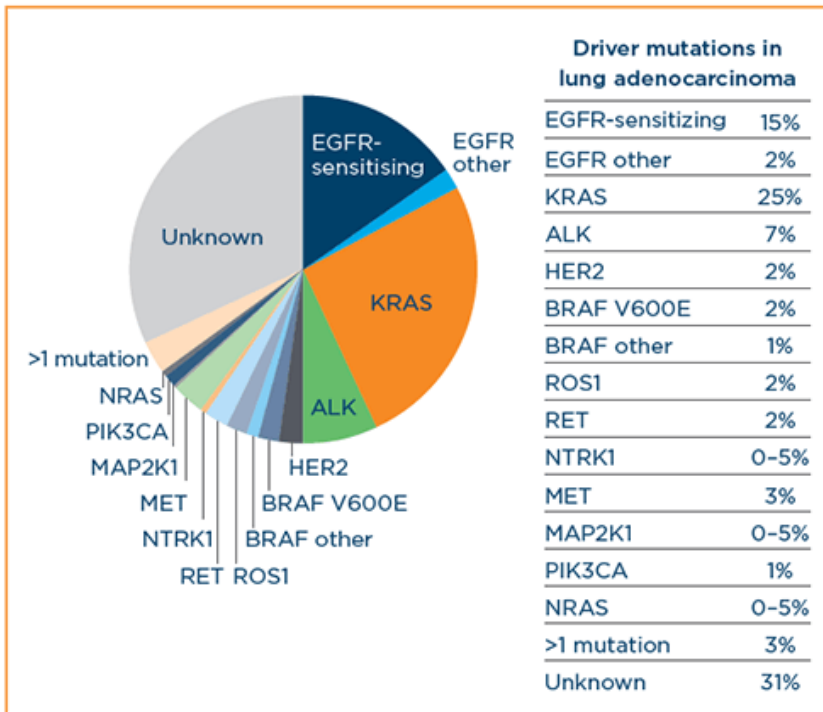 EGFR-
sensitising
EGFR
other
Unknown
KRAS
ALK
>1 mutation
NRAS
PIK3CA
MAP2K1
MET
NTRK1
RET
ROS1
BRAF other
BRAF V600E
HER2
Driver mutations in
lung adenocarcinoma
EGFR-sensitizing 15%
EGFR other 2%
KRAS 25%
ALK 7%
HER2 2%
BRAF V600E 2%
BRAF other 1%
ROS1 2%
RET 2%
NTRK1 0–5%
MET 3%
MAP2K1 0–5%
PIK3CA 1%
NRAS 0–5%
>1 mutation 3%
Unknown 31%